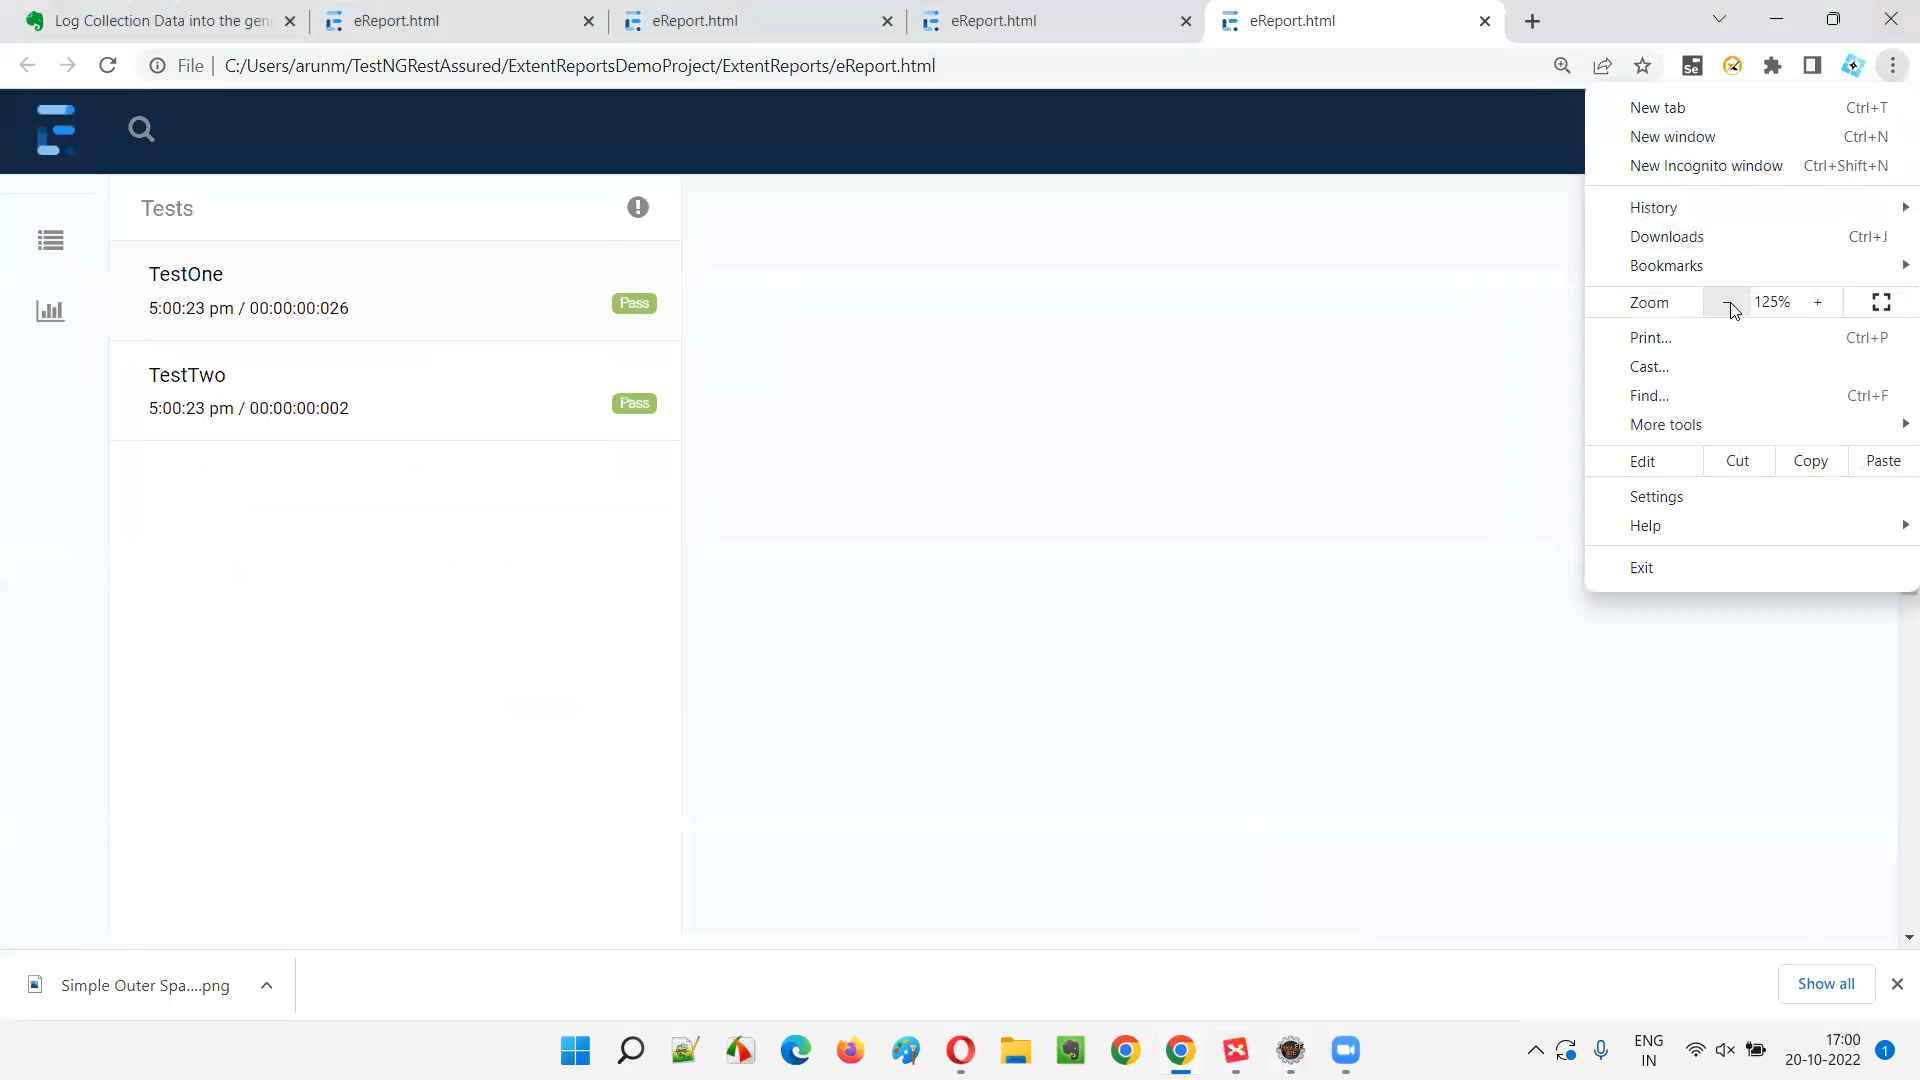 Log Collection Data into the gen
eReport.html
eReport.html
eReport.html
eReport.html
File
C:/Users/arunm/TestNGRestAssured/ExtentReportsDemoProject/ExtentReports/eReport.html
Se
New tab Ctrl+T
New window Ctrl+N
New Incognito window Ctrl+Shift+N
History
Downloads Ctrl+J
Bookmarks
Zoom − 125% +
Print... Ctrl+P
Cast...
Find... Ctrl+F
More tools
Edit Cut Copy Paste
Settings
Help
Exit
Tests
TestOne
5:00:23 pm / 00:00:00:026 Pass
TestTwo
5:00:23 pm / 00:00:00:002 Pass
Simple Outer Spa....png
Show all
ENG
IN
17:00
20-10-2022
1